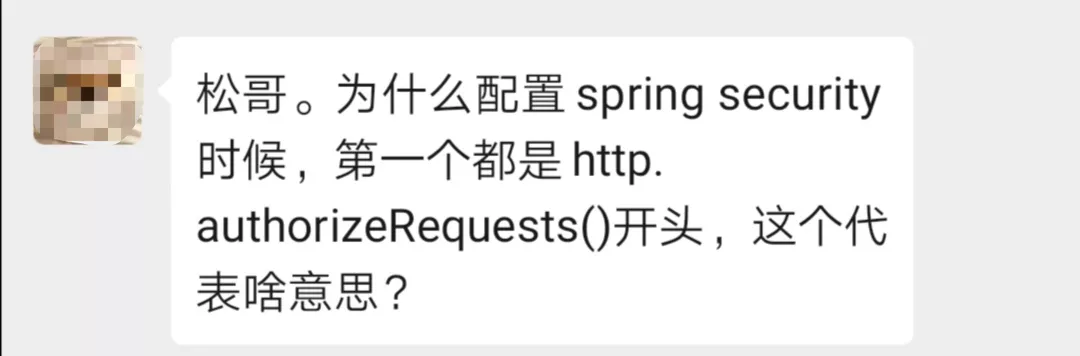 松哥。为什么配置 spring security
时候，第一个都是 http.
authorizeRequests()开头，这个代
表啥意思？